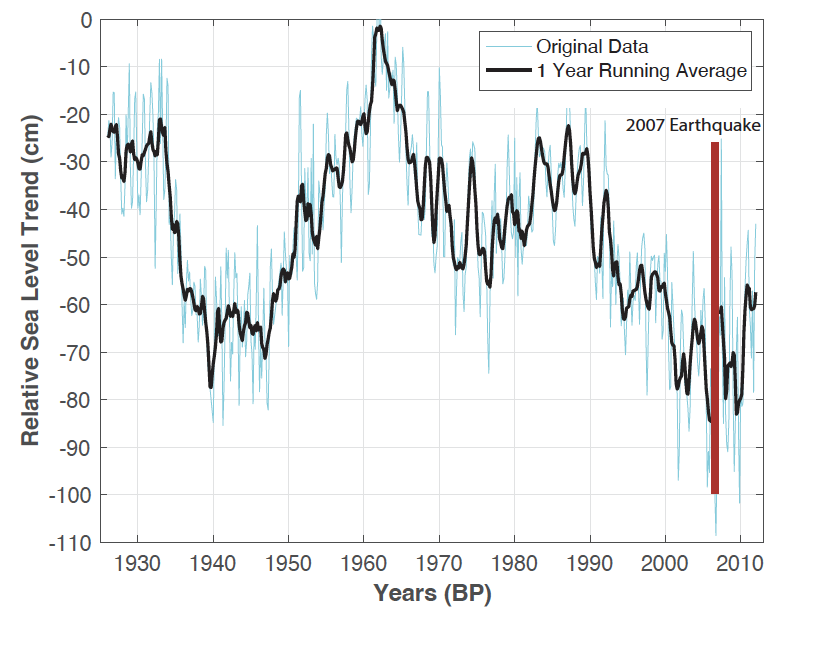 Original Data
1 Year Running Average
2007 Earthquake
Relative Sea Level Trend (cm)
0
-10
-20
-30
-40
-50
-60
-70
-80
-90
-100
-110
1930 1940 1950 1960 1970 1980 1990 2000 2010
Years (BP)